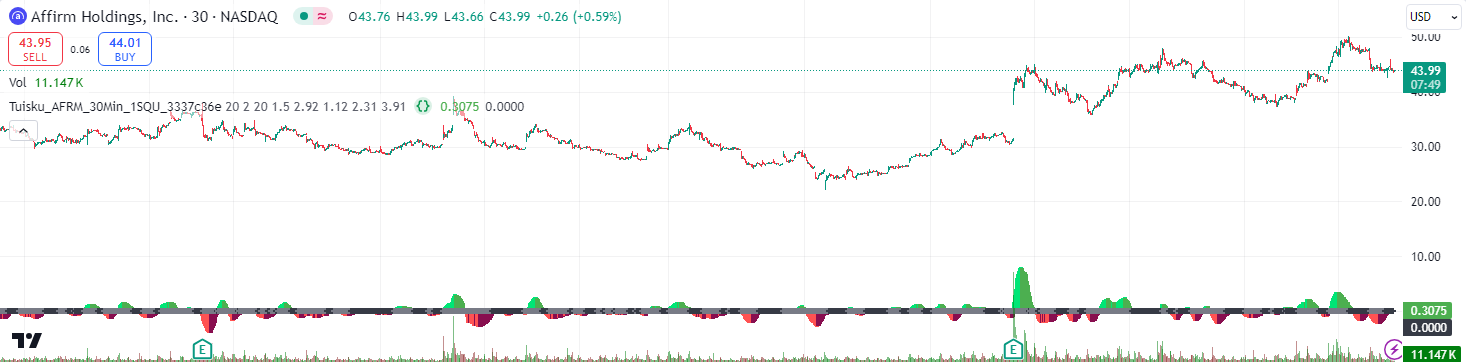 Affirm Holdings, Inc. · 30 · NASDAQ O43.76 H43.99 L43.66 C43.99 +0.26 (+0.59%)
USD
43.95
SELL
0.06
44.01
BUY
Vol 11.147K
Tuisku_AFRM_30Min_1SQU_3337c36e 20 2 20 1.5 2.92 1.12 2.31 3.91 0.3075 0.0000
50.00
43.99
07:49
40.00
30.00
20.00
10.00
0.3075
0.0000
11.147K
E
E